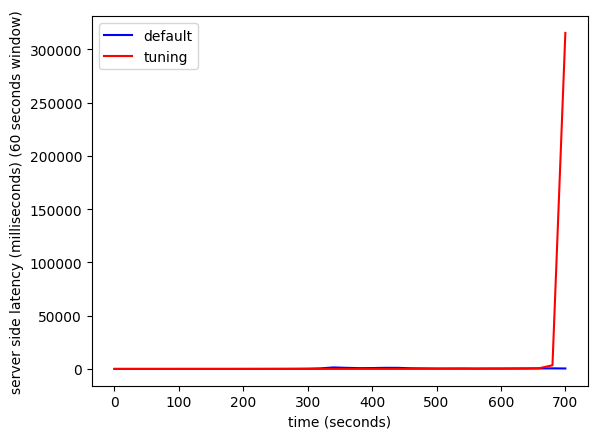 server side latency (milliseconds) (60 seconds window)
default
tuning
300000
250000
200000
150000
100000
50000
0
0 100 200 300 400 500 600 700
time (seconds)